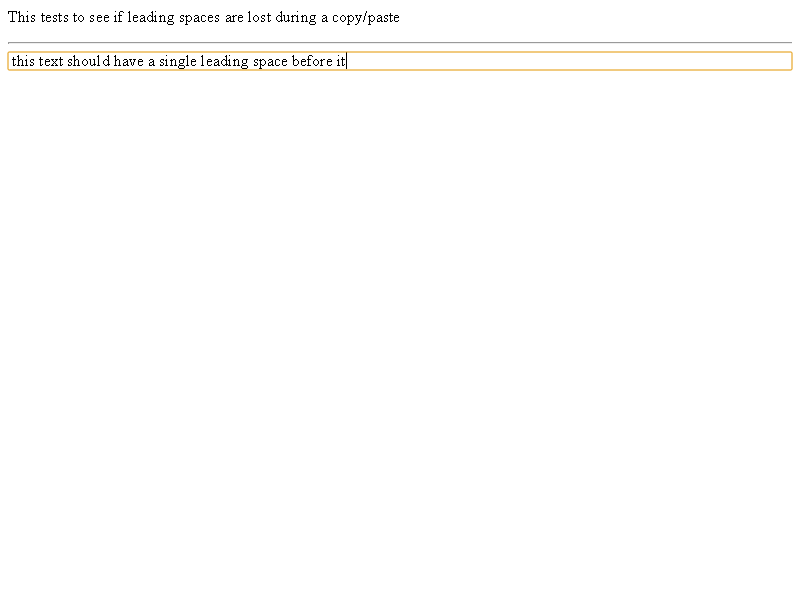 This tests to see if leading spaces are lost during a copy/paste
 this text should have a single leading space before it